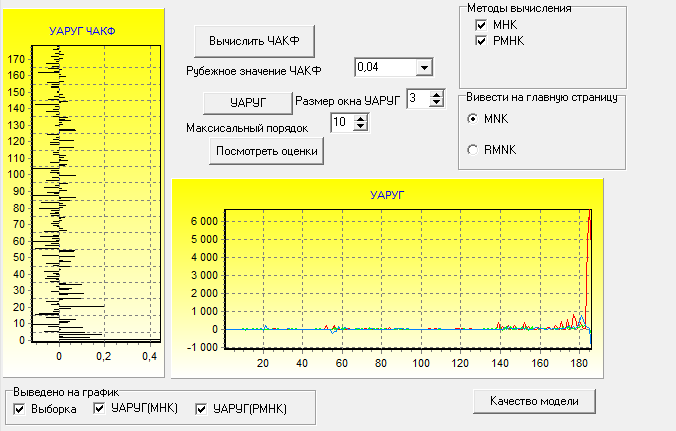 УАРУГ ЧАКФ
170
160
150
140
130
120
110
100
90
80
70
60
50
40
30
20
10
0
0 0,2 0,4
Вычислить ЧАКФ
Рубежное значение ЧАКФ 0,04
УАРУГ Размер окна УАРУГ 3
Максисальный порядок 10
Посмотреть оценки
Методы вычисления
МНК
РМНК
Вивести на главную страницу
MNK
RMNK
УАРУГ
6 000
5 000
4 000
3 000
2 000
1 000
0
-1 000
20 40 60 80 100 120 140 160 180
Выведено на график
Выборка УАРУГ(МНК) УАРУГ(РМНК)
Качество модели